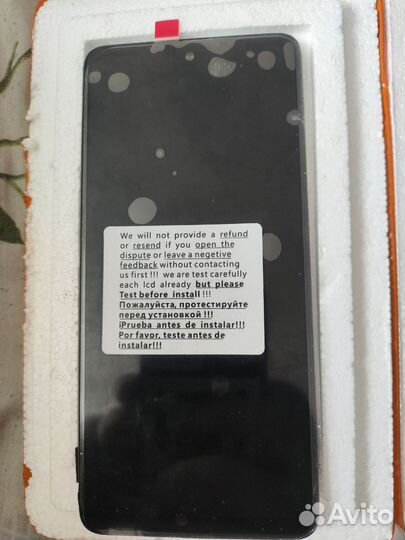 We will not provide a refund
or resend if you open the
dispute or leave a negetive
feedback without contacting
us first !!! we are test carefully
each lcd already but please
Test before install !!!
Пожалуйста, протестируйте
перед установкой !!!
¡Prueba antes de instalar!!!
Por favor, teste antes de
instalar!!!
Avito